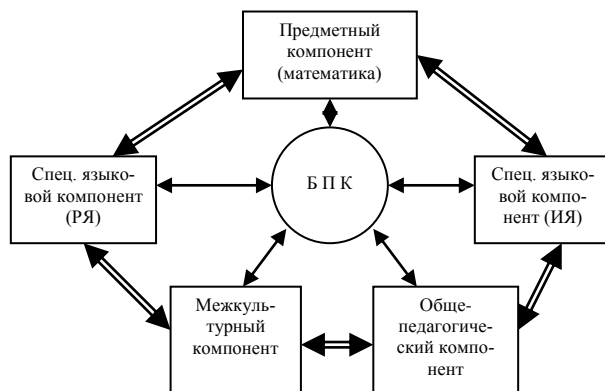 Предметный
компонент
(математика)
Спец. языко-
вой компонент
(РЯ)
Б П К
Спец. языко-
вой компо-
нент (ИЯ)
Межкуль-
турный
компонент
Обще-
педагогиче-
ский компо-
нент